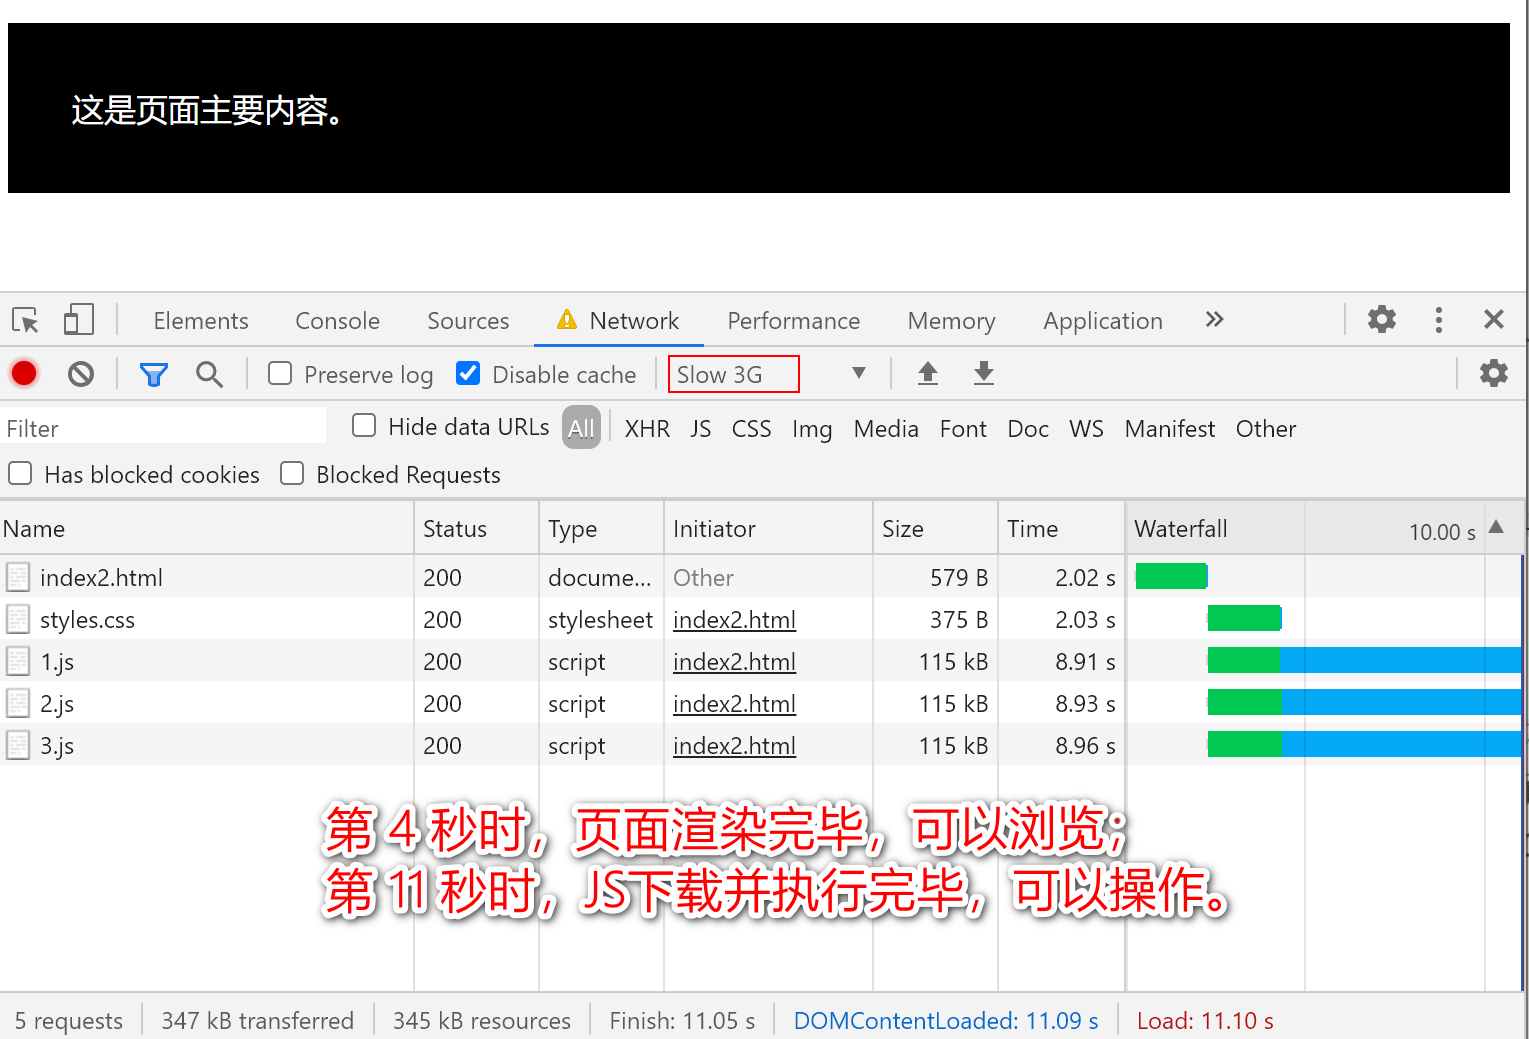 这是页面主要内容。
Elements Console Sources Network Performance Memory Application
Preserve log Disable cache Slow 3G
Filter Hide data URLs All XHR JS CSS Img Media Font Doc WS Manifest Other
Has blocked cookies Blocked Requests
Name Status Type Initiator Size Time Waterfall 10.00 s
index2.html 200 docume... Other 579 B 2.02 s
styles.css 200 stylesheet index2.html 375 B 2.03 s
1.js 200 script index2.html 115 kB 8.91 s
2.js 200 script index2.html 115 kB 8.93 s
3.js 200 script index2.html 115 kB 8.96 s
第 4 秒时，页面渲染完毕，可以浏览；
第 11 秒时，JS下载并执行完毕，可以操作。
5 requests 347 kB transferred 345 kB resources Finish: 11.05 s DOMContentLoaded: 11.09 s Load: 11.10 s